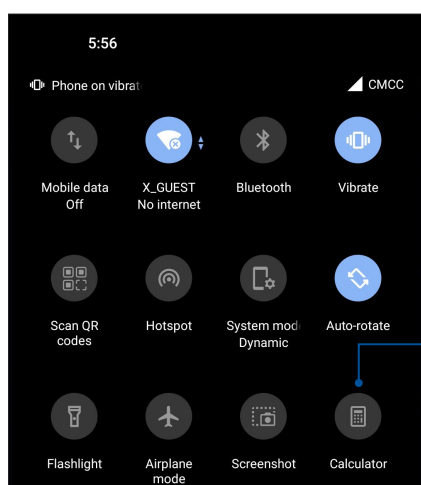 5:56
Phone on vibrat
CMCC
Mobile data
Off
X_GUEST
No internet
Bluetooth
Vibrate
Scan QR
codes
Hotspot
System mod
Dynamic
Auto-rotate
Flashlight
Airplane
mode
Screenshot
Calculator